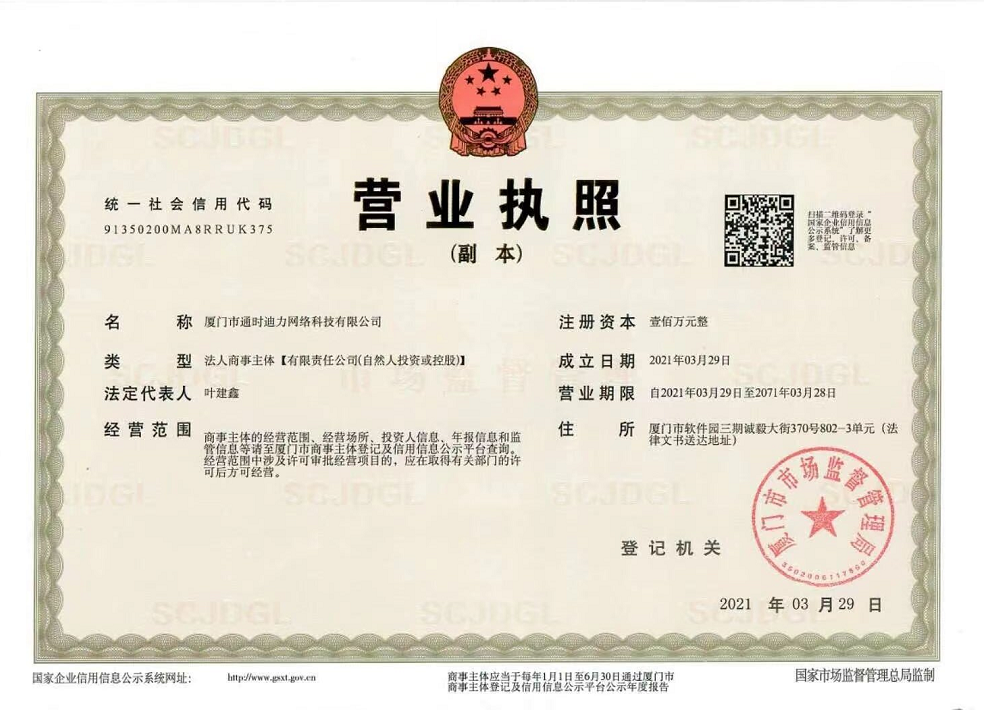 营业执照
(副 本)
统一社会信用代码
91350200MA8RRUK375
扫描二维码登录“
国家企业信用信息
公示系统”了解更
多登记、许可、备
案、监管信息
名 称 厦门市通时迪力网络科技有限公司
类 型 法人商事主体【有限责任公司(自然人投资或控股)】
法定代表人 叶建鑫
经营范围 商事主体的经营范围、经营场所、投资人信息、年报信息和监
管信息等请至厦门市商事主体登记及信用信息公示平台查询。
经营范围中涉及许可审批经营项目的，应在取得有关部门的许
可后方可经营。
注册资本 壹佰万元整
成立日期 2021年03月29日
营业期限 自2021年03月29日至2071年03月28日
住 所 厦门市软件园三期诚毅大街370号802-3单元（法
律文书送达地址）
登记机关
厦门市市场监督管理局
2021 年 03 月 29 日
国家企业信用信息公示系统网址：
http://www.gsxt.gov.cn
商事主体应当于每年1月1日至6月30日通过厦门市
商事主体登记及信用信息公示平台公示年度报告
国家市场监督管理总局监制
SCJDGL
市场监督管